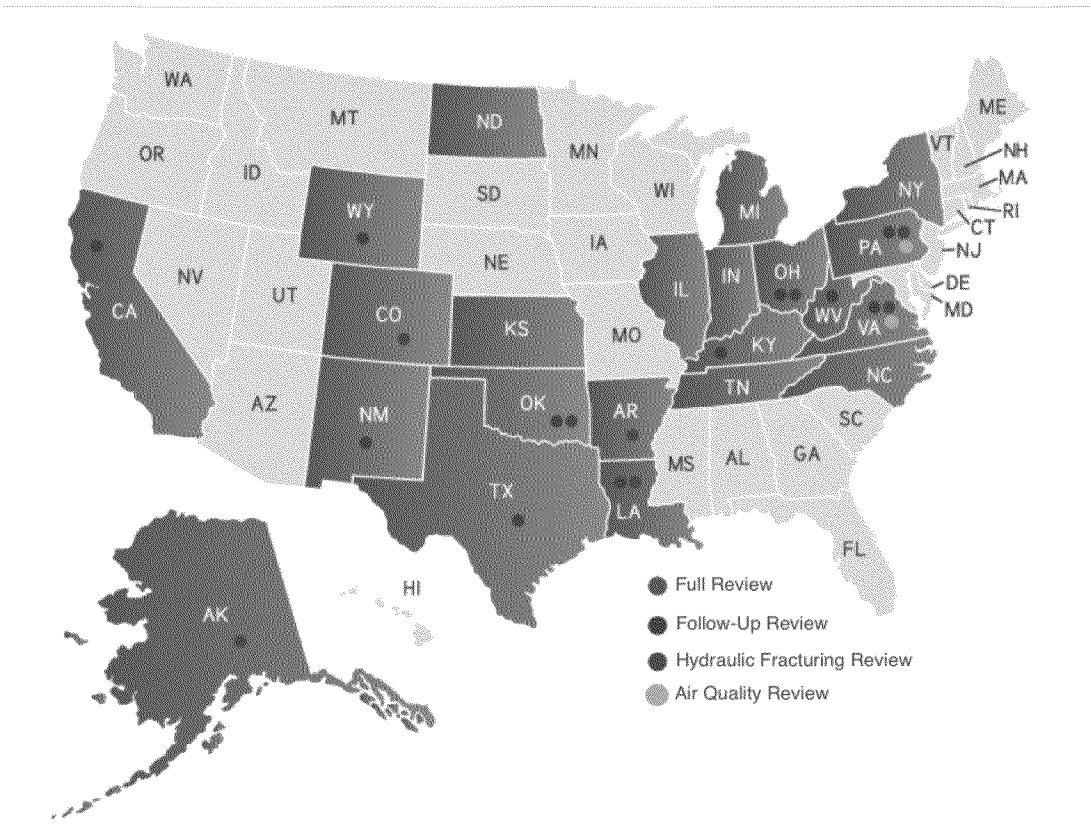 WA
MT
ND
MN
ME
VT
NH
OR
ID
SD
WI
MA
NY
WY
MI
RI
CT
IA
PA
NJ
NV
NE
OH
UT
IL
IN
DE
CA
CO
WV
MD
KS
MO
KY
VA
AZ
OK
TN
NC
NM
AR
SC
MS
AL
GA
TX
LA
FL
HI
AK
Full Review
Follow-Up Review
Hydraulic Fracturing Review
Air Quality Review